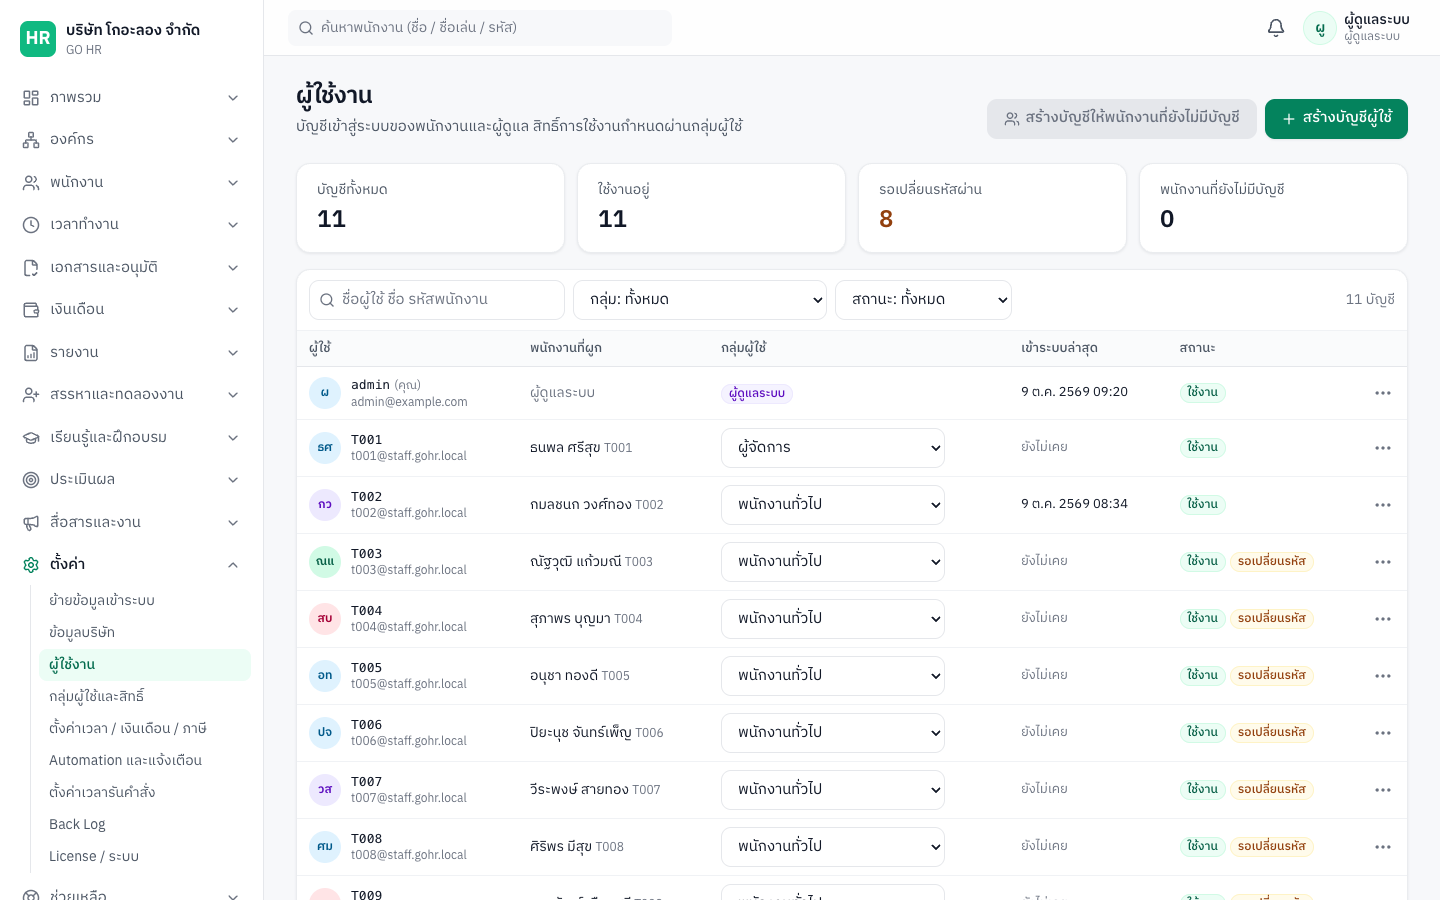 HR
บริษัท โกอะลอง จำกัด
GO HR
ค้นหาพนักงาน (ชื่อ / ชื่อเล่น / รหัส)
ผู้
ผู้ดูแลระบบ
ผู้ดูแลระบบ
ภาพรวม
องค์กร
พนักงาน
เวลาทำงาน
เอกสารและอนุมัติ
เงินเดือน
รายงาน
สรรหาและทดลองงาน
เรียนรู้และฝึกอบรม
ประเมินผล
สื่อสารและงาน
ตั้งค่า
ย้ายข้อมูลเข้าระบบ
ข้อมูลบริษัท
ผู้ใช้งาน
กลุ่มผู้ใช้และสิทธิ์
ตั้งค่าเวลา / เงินเดือน / ภาษี
Automation และแจ้งเตือน
ตั้งค่าเวลารันคำสั่ง
Back Log
License / ระบบ
ช่วยเหลือ
ผู้ใช้งาน
บัญชีเข้าสู่ระบบของพนักงานและผู้ดูแล สิทธิ์การใช้งานกำหนดผ่านกลุ่มผู้ใช้
สร้างบัญชีให้พนักงานที่ยังไม่มีบัญชี
สร้างบัญชีผู้ใช้
บัญชีทั้งหมด
11
ใช้งานอยู่
11
รอเปลี่ยนรหัสผ่าน
8
พนักงานที่ยังไม่มีบัญชี
0
ชื่อผู้ใช้ ชื่อ รหัสพนักงาน
กลุ่ม: ทั้งหมด
สถานะ: ทั้งหมด
11 บัญชี
ผู้ใช้ พนักงานที่ผูก กลุ่มผู้ใช้ เข้าระบบล่าสุด สถานะ
ผ admin (คุณ) ผู้ดูแลระบบ ผู้ดูแลระบบ 9 ต.ค. 2569 09:20 ใช้งาน
admin@example.com
ธศ T001 ธนพล ศรีสุข T001 ผู้จัดการ ยังไม่เคย ใช้งาน
t001@staff.gohr.local
กว T002 กมลชนก วงศ์ทอง T002 พนักงานทั่วไป 9 ต.ค. 2569 08:34 ใช้งาน
t002@staff.gohr.local
ณแ T003 ณัฐวุฒิ แก้วมณี T003 พนักงานทั่วไป ยังไม่เคย ใช้งาน รอเปลี่ยนรหัส
t003@staff.gohr.local
สบ T004 สุภาพร บุญมา T004 พนักงานทั่วไป ยังไม่เคย ใช้งาน รอเปลี่ยนรหัส
t004@staff.gohr.local
อท T005 อนุชา ทองดี T005 พนักงานทั่วไป ยังไม่เคย ใช้งาน รอเปลี่ยนรหัส
t005@staff.gohr.local
ปจ T006 ปิยะนุช จันทร์เพ็ญ T006 พนักงานทั่วไป ยังไม่เคย ใช้งาน รอเปลี่ยนรหัส
t006@staff.gohr.local
วส T007 วีระพงษ์ สายทอง T007 พนักงานทั่วไป ยังไม่เคย ใช้งาน รอเปลี่ยนรหัส
t007@staff.gohr.local
ศม T008 ศิริพร มีสุข T008 พนักงานทั่วไป ยังไม่เคย ใช้งาน รอเปลี่ยนรหัส
t008@staff.gohr.local
T009